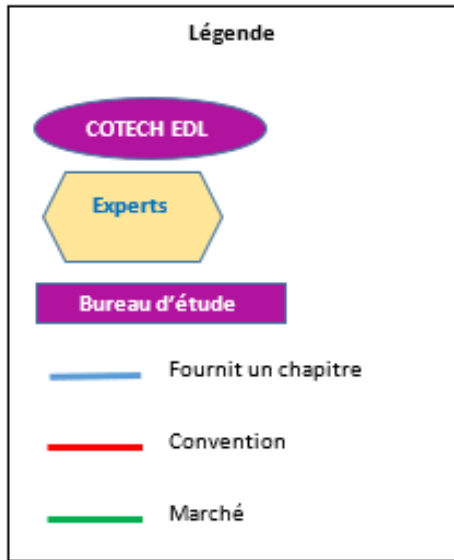 Légende
COTECH EDL
Experts
Bureau d'étude
Fournit un chapitre
Convention
Marché